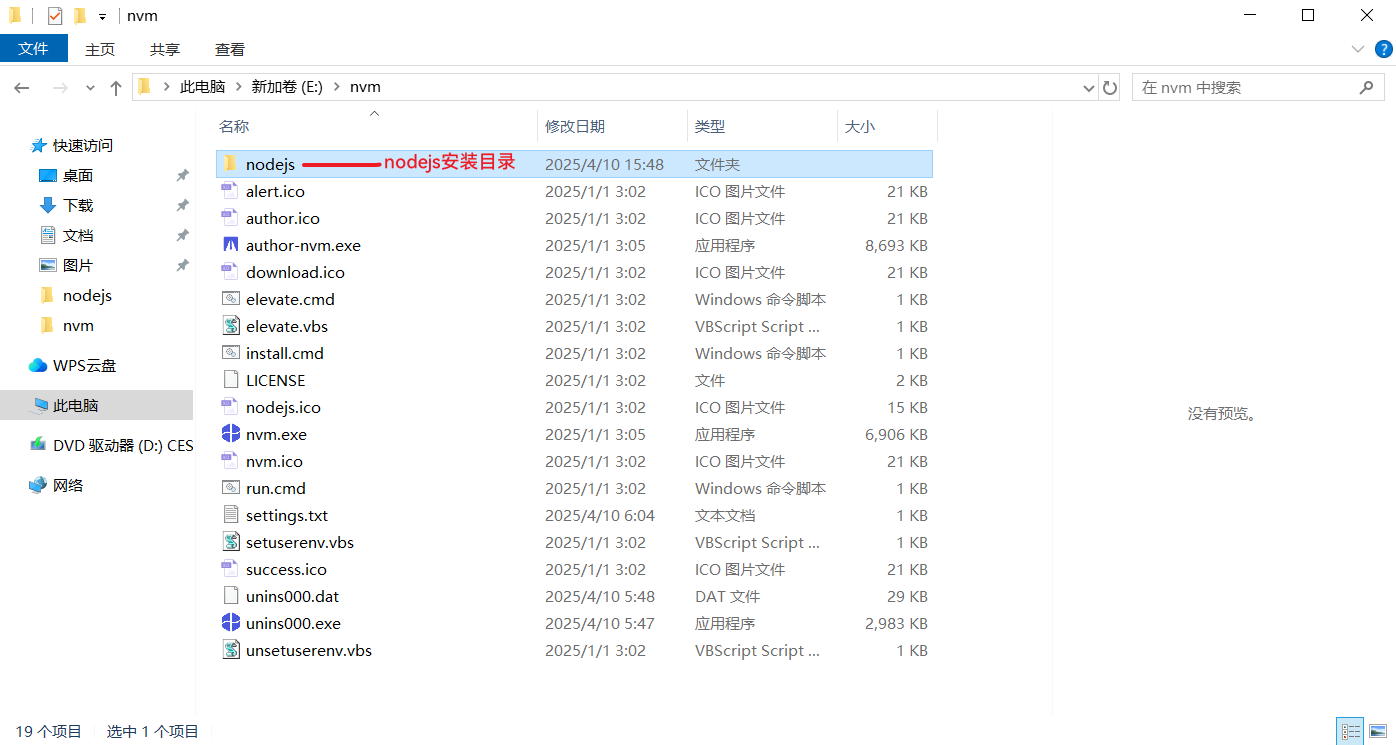 nvm
文件 主页 共享 查看
此电脑 新加卷 (E:) nvm 在 nvm 中搜索
名称 修改日期 类型 大小
快速访问
桌面
下载
文档
图片
nodejs
nvm
WPS云盘
此电脑
DVD 驱动器 (D:) CES
网络
nodejs nodejs安装目录 2025/4/10 15:48 文件夹
alert.ico 2025/1/1 3:02 ICO 图片文件 21 KB
author.ico 2025/1/1 3:02 ICO 图片文件 21 KB
author-nvm.exe 2025/1/1 3:05 应用程序 8,693 KB
download.ico 2025/1/1 3:02 ICO 图片文件 21 KB
elevate.cmd 2025/1/1 3:02 Windows 命令脚本 1 KB
elevate.vbs 2025/1/1 3:02 VBScript Script ... 1 KB
install.cmd 2025/1/1 3:02 Windows 命令脚本 1 KB
LICENSE 2025/1/1 3:02 文件 2 KB
nodejs.ico 2025/1/1 3:02 ICO 图片文件 15 KB
nvm.exe 2025/1/1 3:05 应用程序 6,906 KB
nvm.ico 2025/1/1 3:02 ICO 图片文件 21 KB
run.cmd 2025/1/1 3:02 Windows 命令脚本 1 KB
settings.txt 2025/4/10 6:04 文本文档 1 KB
setuserenv.vbs 2025/1/1 3:02 VBScript Script ... 1 KB
success.ico 2025/1/1 3:02 ICO 图片文件 21 KB
unins000.dat 2025/4/10 5:48 DAT 文件 29 KB
unins000.exe 2025/4/10 5:47 应用程序 2,983 KB
unsetuserenv.vbs 2025/1/1 3:02 VBScript Script ... 1 KB
没有预览。
19 个项目 选中 1 个项目